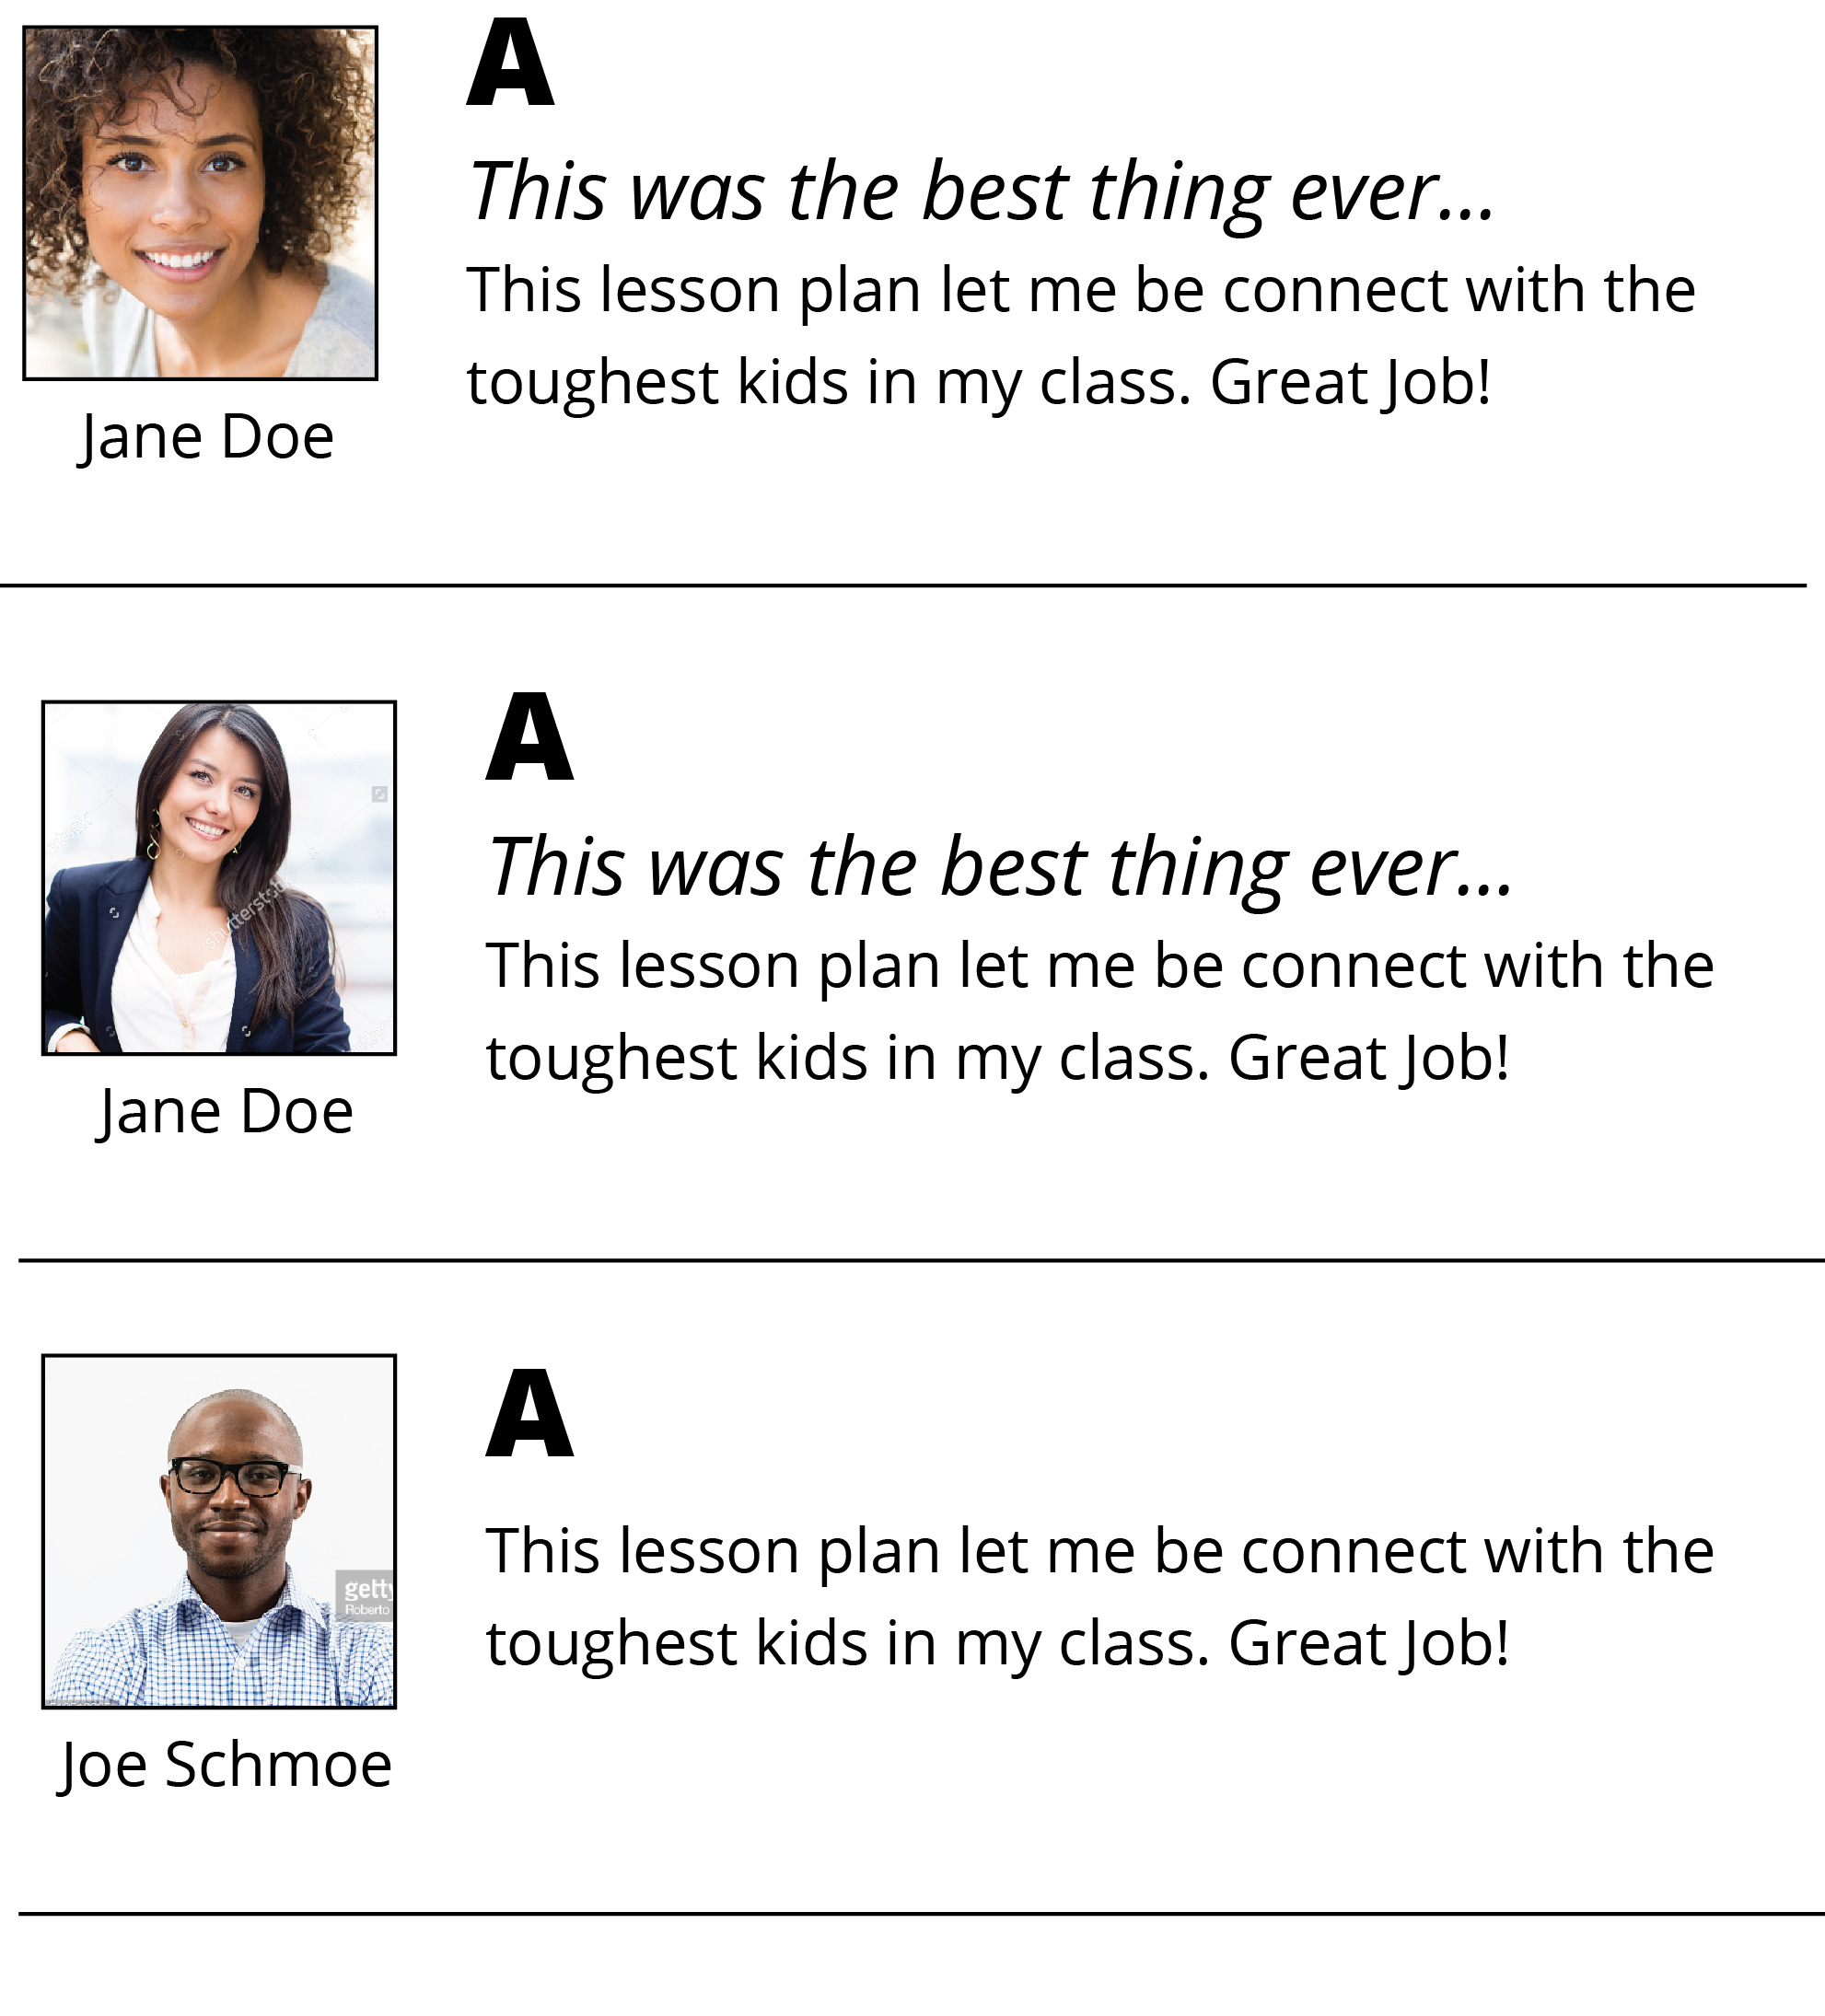 A
This was the best thing ever...
This lesson plan let me be connect with the
toughest kids in my class. Great Job!
Jane Doe
A
This was the best thing ever...
This lesson plan let me be connect with the
toughest kids in my class. Great Job!
shutterstock
Jane Doe
A
This lesson plan let me be connect with the
toughest kids in my class. Great Job!
getty
Roberto
Joe Schmoe